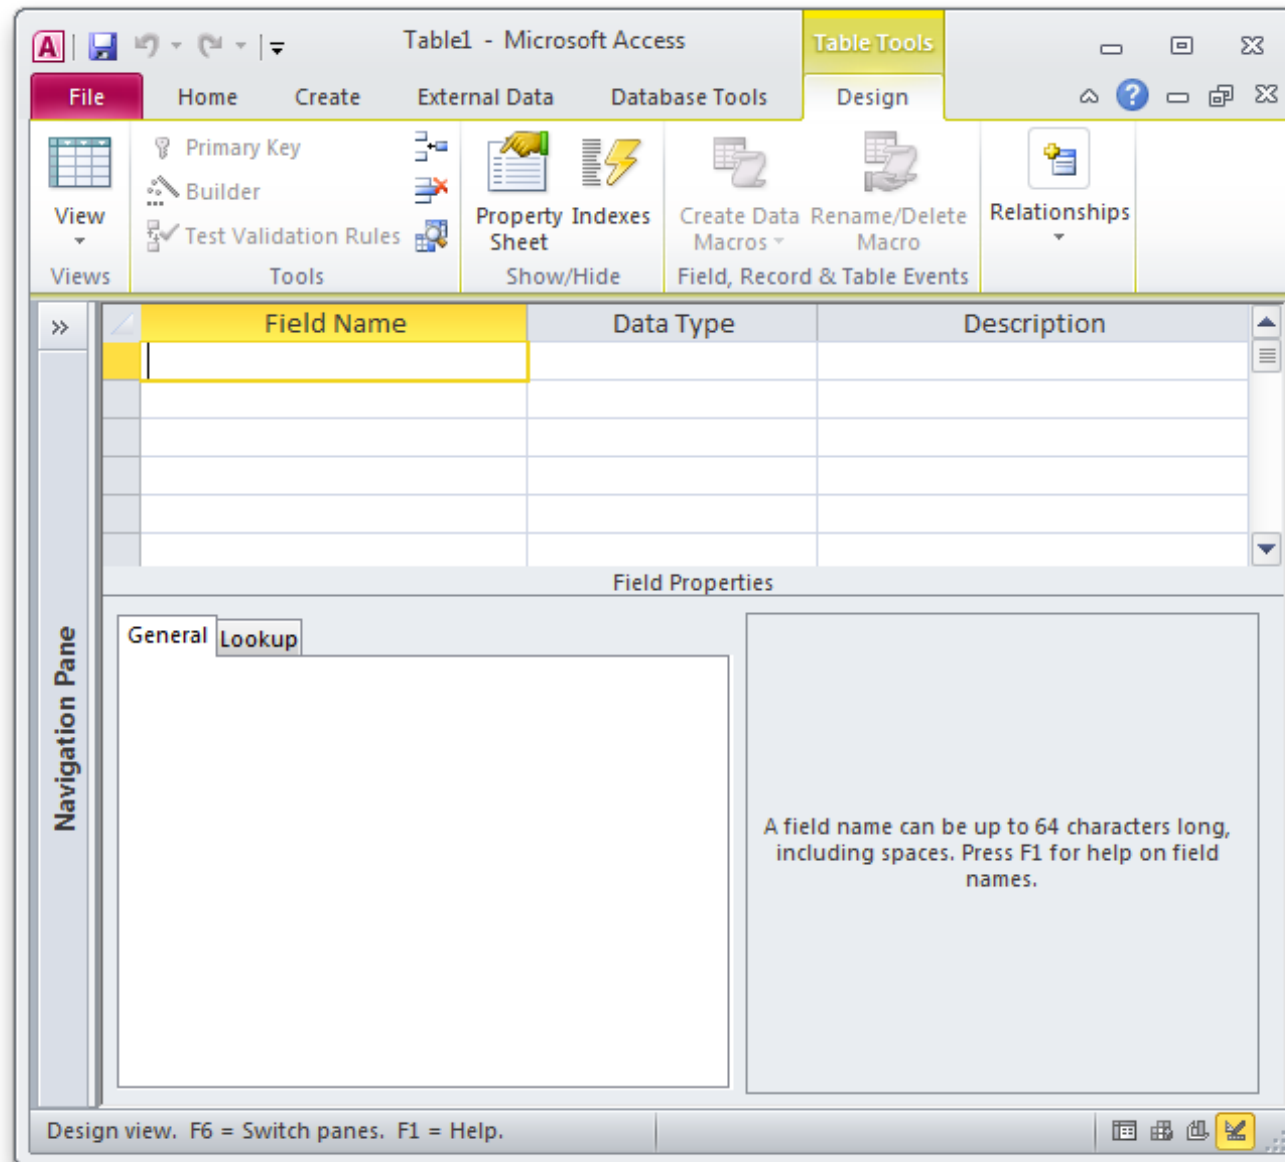 A
Table1 - Microsoft Access
Table Tools
File Home Create External Data Database Tools Design
?
View
Views
Primary Key
Builder
Test Validation Rules
Tools
Property
Sheet
Indexes
Show/Hide
Create Data
Macros
Rename/Delete
Macro
Field, Record & Table Events
Relationships
Field Name Data Type Description
Field Properties
Navigation Pane
General Lookup
A field name can be up to 64 characters long,
including spaces. Press F1 for help on field
names.
Design view. F6 = Switch panes. F1 = Help.